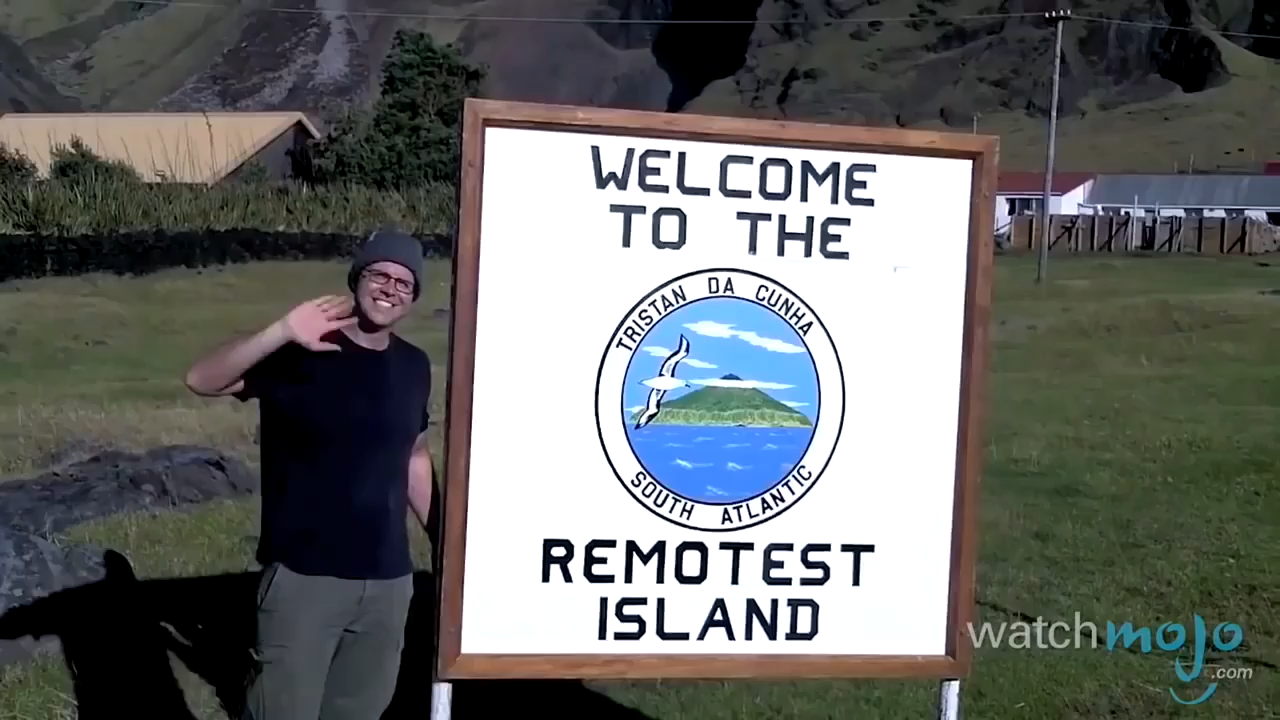 WELCOME
TO THE
TRISTAN DA CUNHA
SOUTH ATLANTIC
REMOTEST
ISLAND
watchmojo
.com